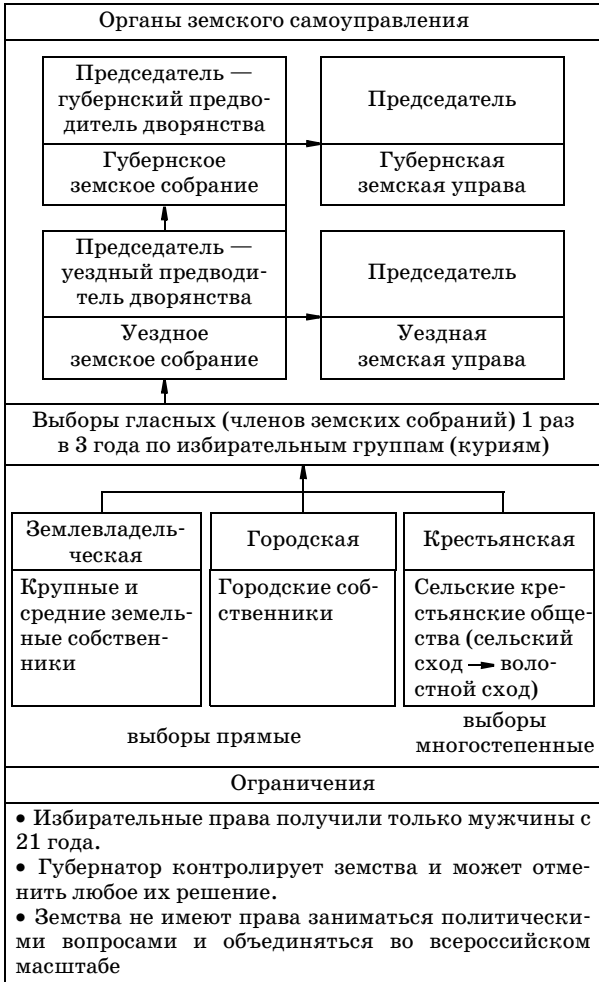 Органы земского самоуправления
Председатель —
губернский предво-
дитель дворянства
Председатель
Губернское
земское собрание
Губернская
земская управа
Председатель —
уездный предводи-
тель дворянства
Председатель
Уездное
земское собрание
Уездная
земская управа
Выборы гласных (членов земских собраний) 1 раз
в 3 года по избирательным группам (куриям)
Землевладель-
ческая
Городская
Крестьянская
Крупные и
средние земель-
ные собствен-
ники
Городские соб-
ственники
Сельские кре-
стьянские обще-
ства (сельский
сход → воло-
стной сход)
выборы прямые
выборы
многостепенные
Ограничения
• Избирательные права получили только мужчины с
21 года.
• Губернатор контролирует земства и может отме-
нить любое их решение.
• Земства не имеют права заниматься политически-
ми вопросами и объединяться во всероссийском
масштабе